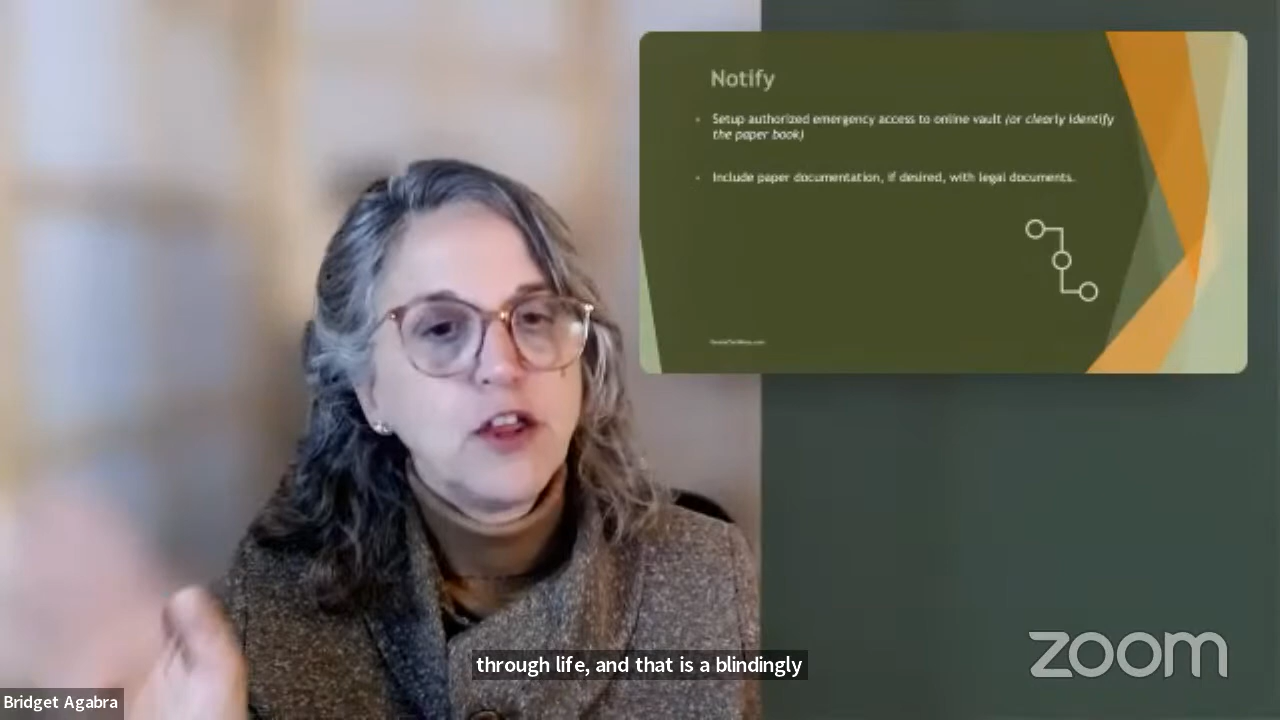 Notify
Setup authorized emergency access to online vault (or clearly identify
the paper book)
Include paper documentation, if desired, with legal documents.
through life, and that is a blindingly
zoom
Bridget Agabra